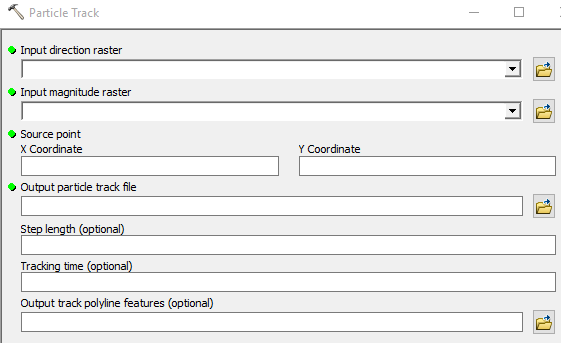 Particle Track
Input direction raster
Input magnitude raster
Source point
X Coordinate
Y Coordinate
Output particle track file
Step length (optional)
Tracking time (optional)
Output track polyline features (optional)